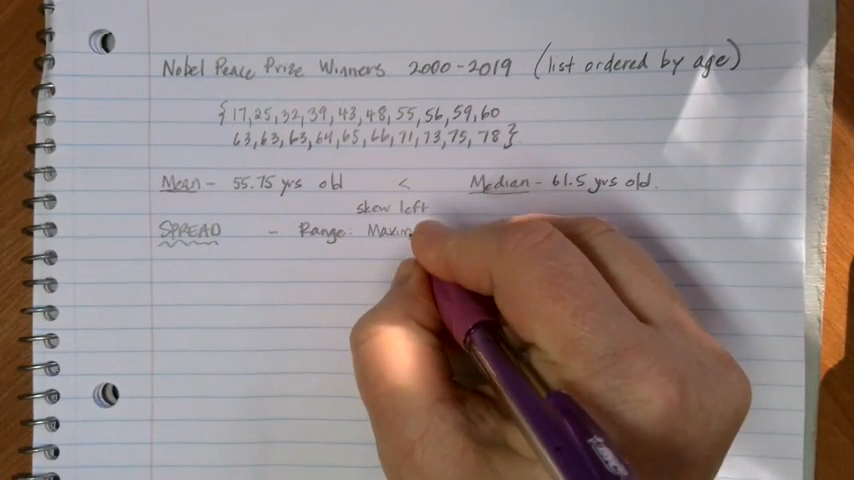 Nobel Peace Prize Winners 2000-2019 (list ordered by age)
{17,25,32,39,43,48,55,56,59,60
63,63,63,64,65,66,71,73,75,78}
Mean - 55.75 yrs old < Median - 61.5 yrs old.
skew left
SPREAD - Range: Maxim